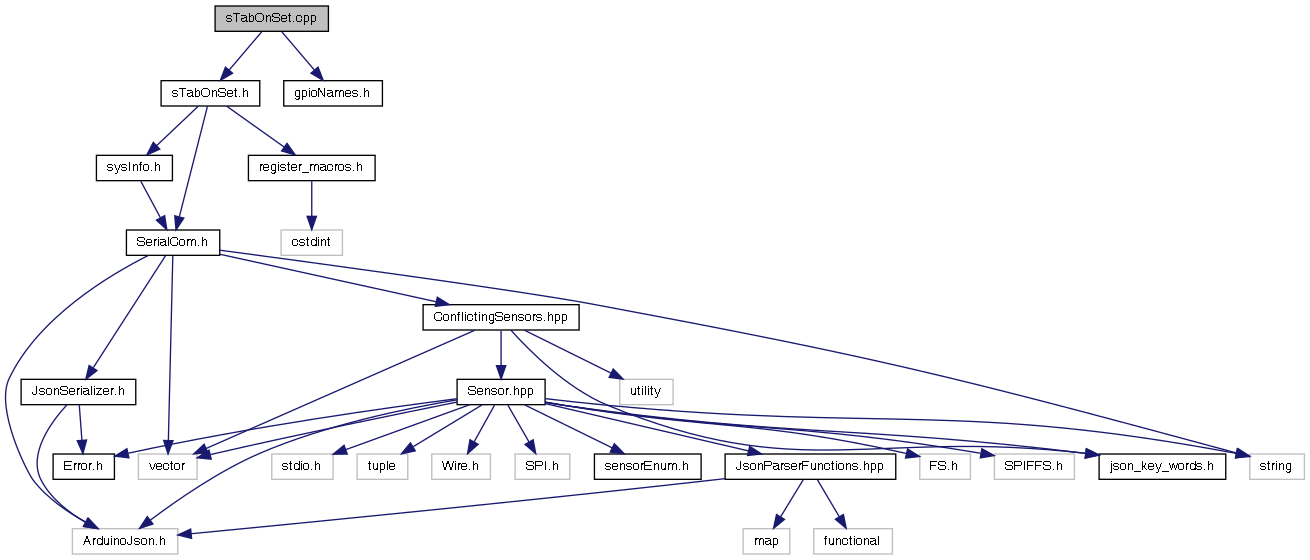 sTabOnSet.cpp
sTabOnSet.h
gpioNames.h
sysInfo.h
register_macros.h
SerialCom.h
cstdint
ConflictingSensors.hpp
JsonSerializer.h
Sensor.hpp
utility
Error.h
vector
stdio.h
tuple
Wire.h
SPI.h
sensorEnum.h
JsonParserFunctions.hpp
FS.h
SPIFFS.h
json_key_words.h
string
ArduinoJson.h
map
functional